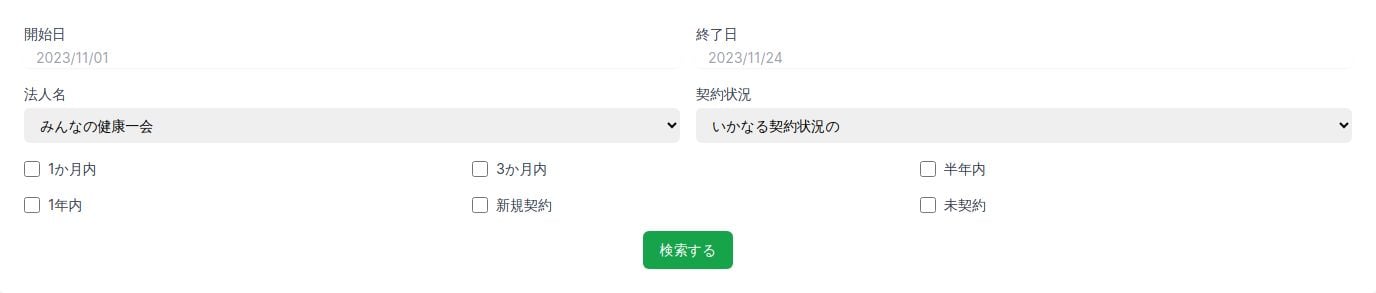 開始日 終了日
2023/11/01 2023/11/24
法人名 契約状況
みんなの健康一会 いかなる契約状況の
1か月内 3か月内 半年内
1年内 新規契約 未契約
検索する